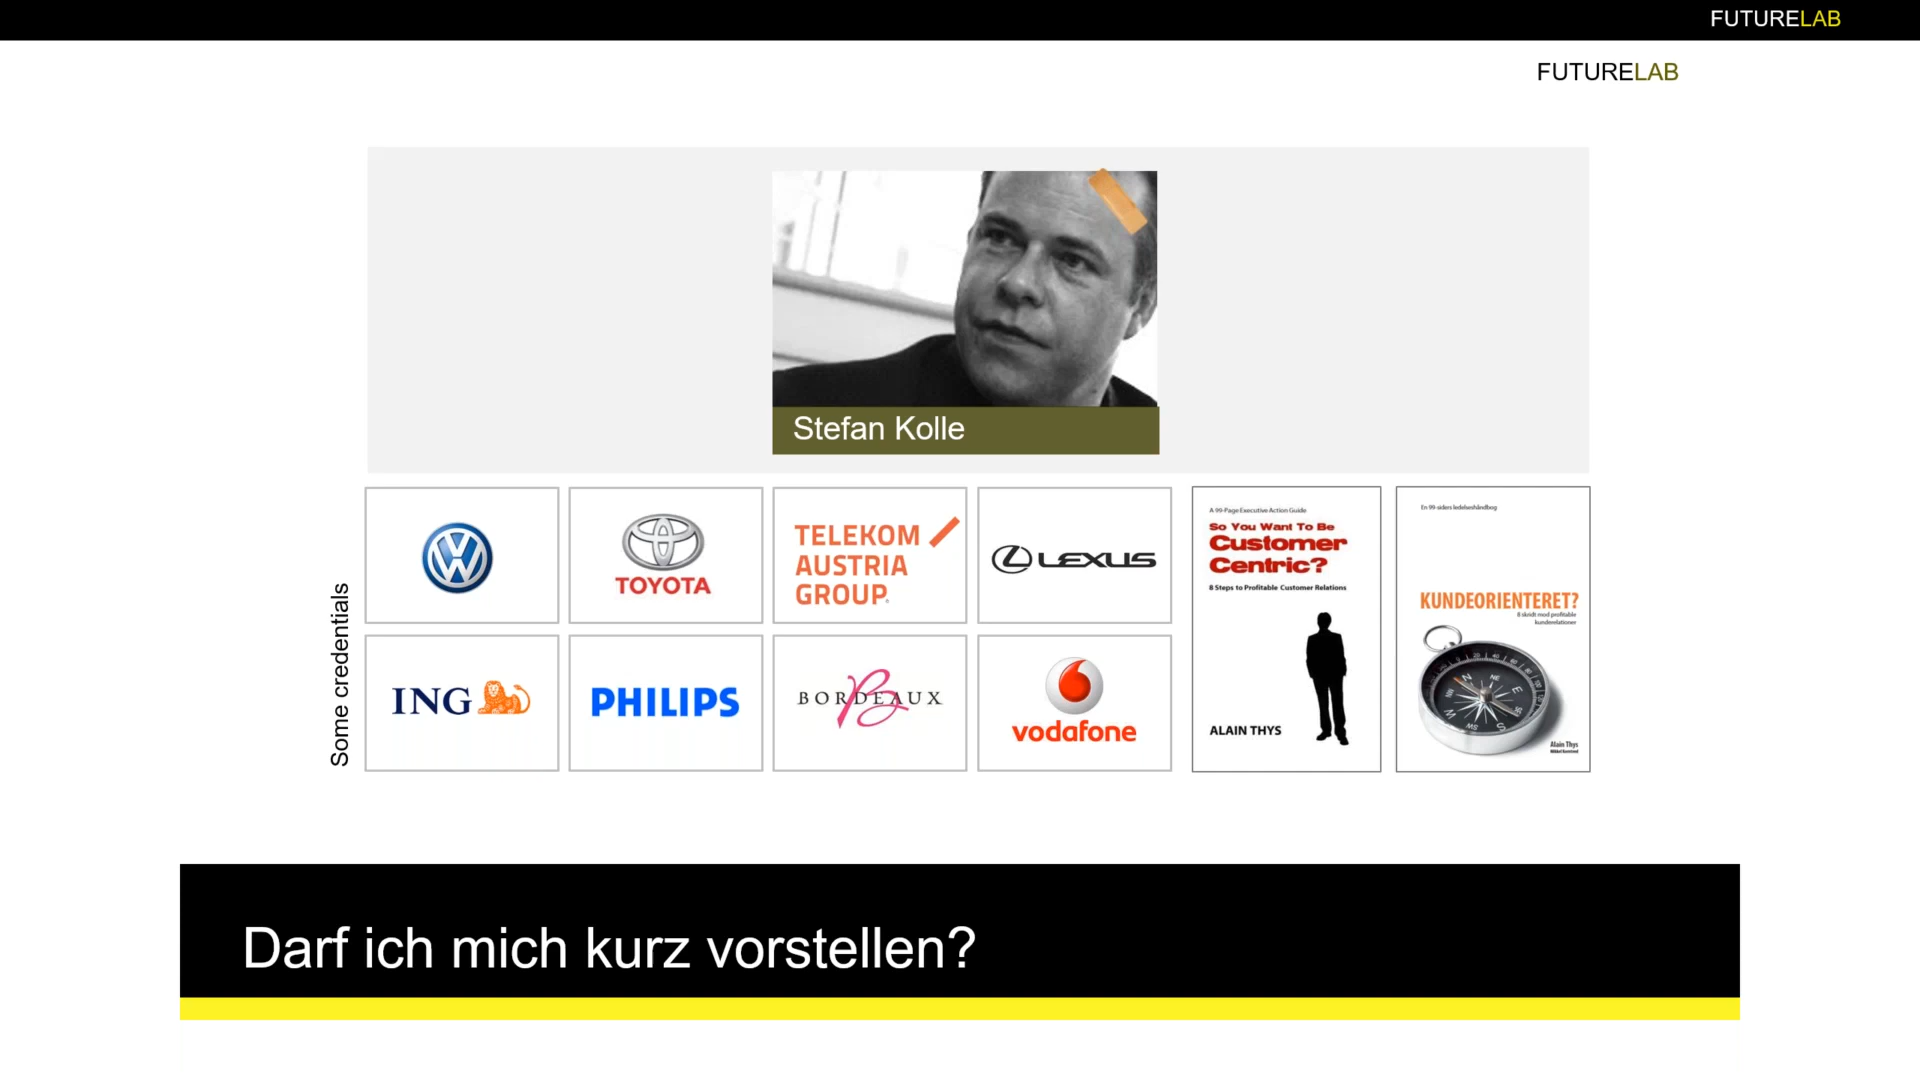 FUTURELAB
FUTURELAB
Stefan Kolle
Some credentials
TOYOTA
TELEKOM
AUSTRIA
GROUP
LEXUS
ING
PHILIPS
BORDEAUX
vodafone
A 99-Page Executive Action Guide
So You Want To Be
Customer
Centric?
8 Steps to Profitable Customer Relations
ALAIN THYS
En 99-siders ledelseshåndbog
KUNDEORIENTERET?
8 skridt mod profitable
kunderelationer
Alain Thys
Darf ich mich kurz vorstellen?